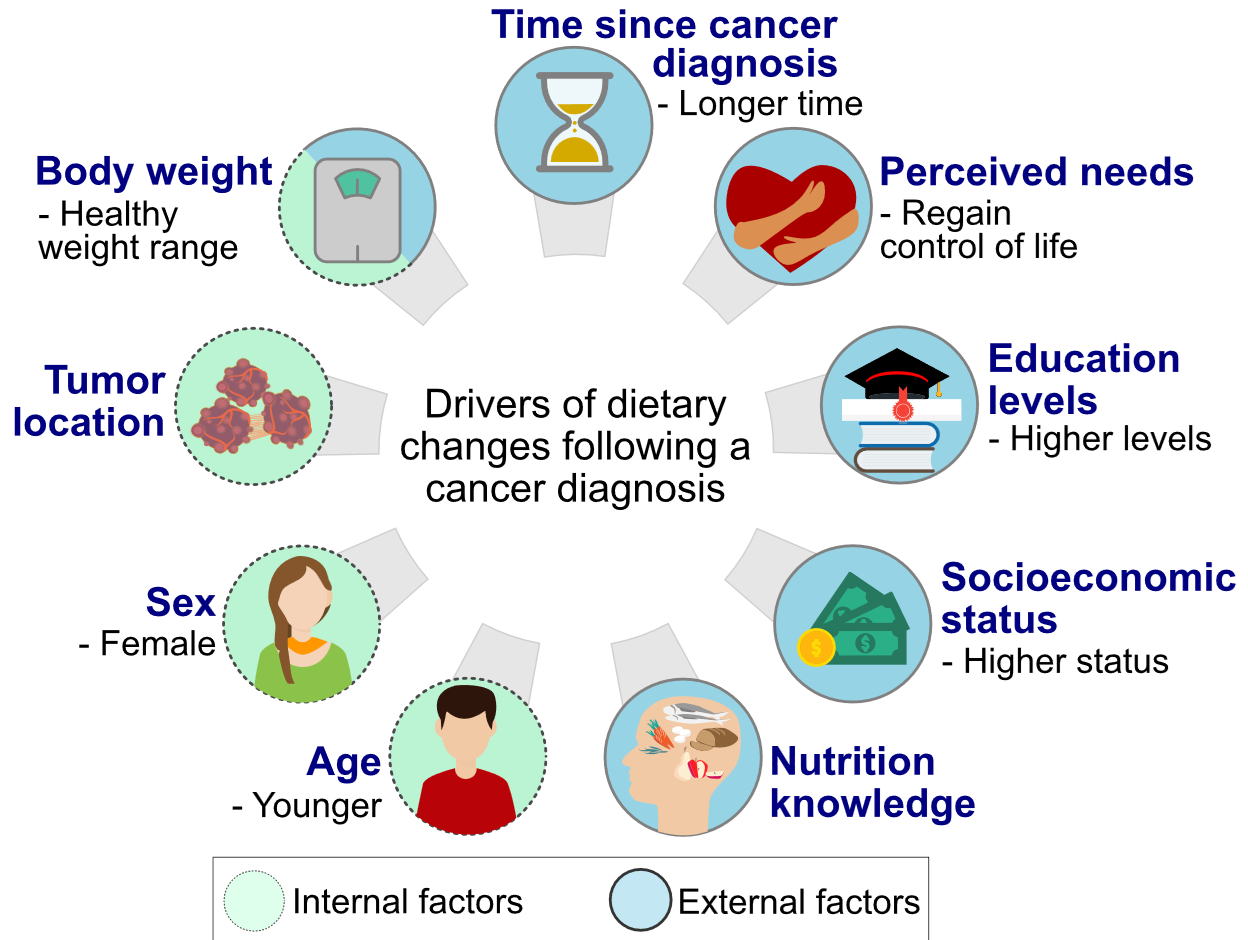 Time since cancer
diagnosis
- Longer time
Body weight
- Healthy
weight range
Perceived needs
- Regain
control of life
Tumor
location
Education
levels
- Higher levels
Drivers of dietary
changes following a
cancer diagnosis
Sex
- Female
Socioeconomic
status
- Higher status
Age
- Younger
Nutrition
knowledge
Internal factors
External factors